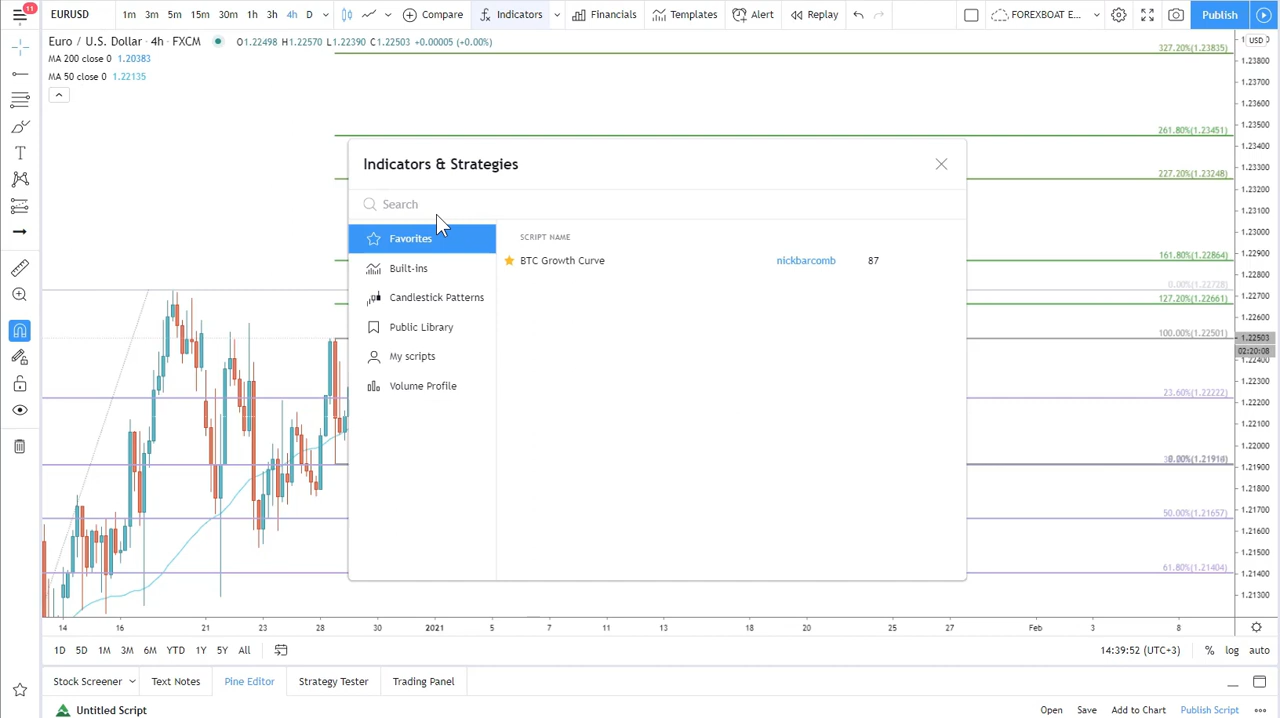 11
EURUSD 1m 3m 5m 15m 30m 1h 3h 4h D Compare Indicators Financials Templates Alert Replay FOREXBOAT E... Publish
Euro / U.S. Dollar · 4h · FXCM O1.22498 H1.22570 L1.22390 C1.22503 +0.00005 (+0.00%)
MA 200 close 0 1.20383
MA 50 close 0 1.22135
USD
327.20%(1.23835)
1.23800
1.23700
1.23600
1.23500
261.80%(1.23451)
1.23400
1.23300
227.20%(1.23248)
1.23200
1.23100
1.23000
1.22900
161.80%(1.22864)
1.22800
0.00%(1.22728)
1.22700
127.20%(1.22661)
1.22600
100.00%(1.22501)
1.22503
02:20:08
1.22400
1.22300
23.60%(1.22222)
1.22200
1.22100
1.22000
1.21900
1.21800
1.21700
50.00%(1.21657)
1.21600
1.21500
61.80%(1.21404)
1.21400
1.21300
Indicators & Strategies
Search
Favorites
Built-ins
Candlestick Patterns
Public Library
My scripts
Volume Profile
SCRIPT NAME
BTC Growth Curve nickbarcomb 87
14 16 21 23 28 30 2021 5 7 11 13 18 20 25 27 Feb 3 8
1D 5D 1M 3M 6M YTD 1Y 5Y All 14:39:52 (UTC+3) % log auto
Stock Screener Text Notes Pine Editor Strategy Tester Trading Panel
Untitled Script Open Save Add to Chart Publish Script